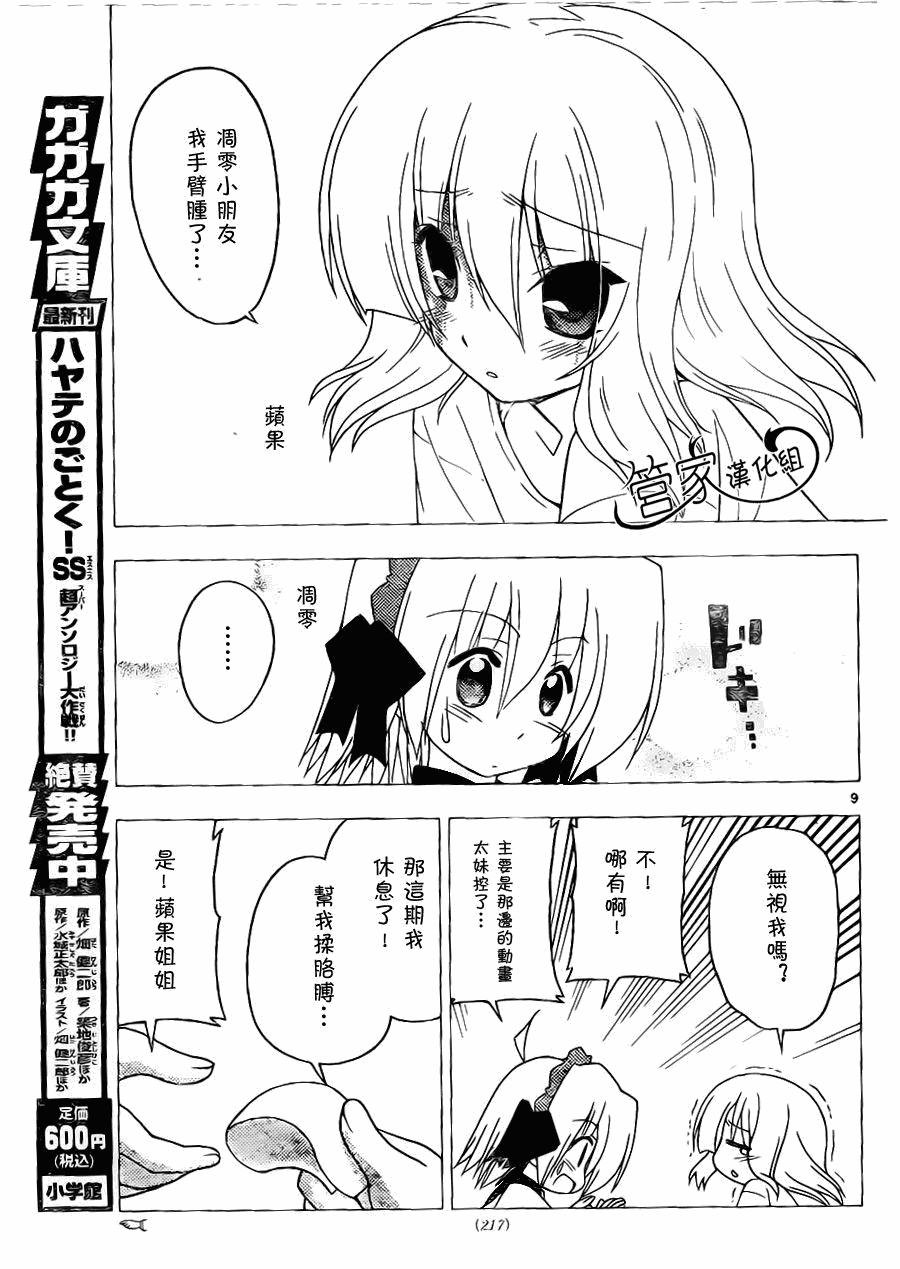 凋零小朋友
我手臂腫了…
蘋果
管家漢化組
凋零
……
ドキ…
9
無視我嗎？
不！
哪有啊！
主要是那邊的動畫
太妹控了…
那這期我
休息了！
幫我揉胳膊…
是！蘋果姐姐
(217)
ガガガ文庫
最新刊
ハヤテのごとく！SS
超アンソロジー大作戦!!
絶賛
発売中
定価
600円
(税込)
小学館